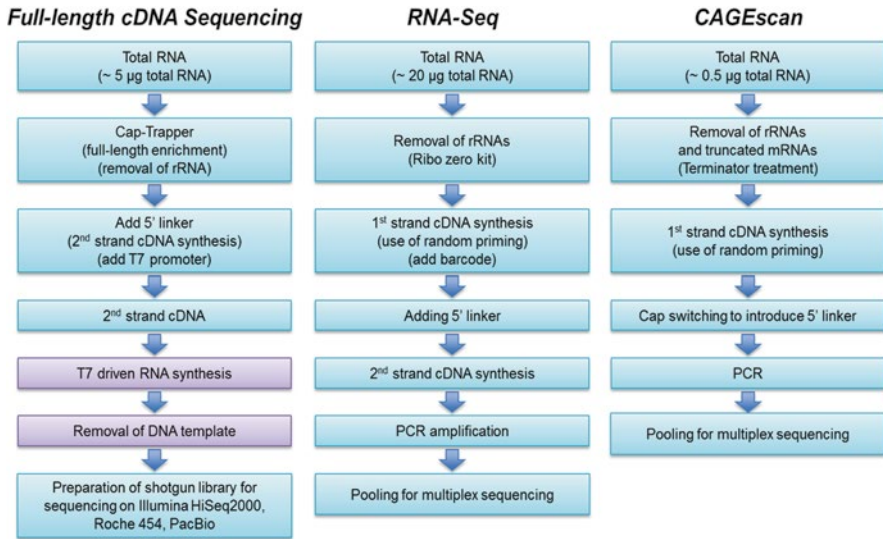 Full-length cDNA Sequencing
Total RNA
(~ 5 µg total RNA)
Cap-Trapper
(full-length enrichment)
(removal of rRNA)
Add 5’ linker
(2nd strand cDNA synthesis)
(add T7 promoter)
2nd strand cDNA
T7 driven RNA synthesis
Removal of DNA template
Preparation of shotgun library for
sequencing on Illumina HiSeq2000,
Roche 454, PacBio
RNA-Seq
Total RNA
(~ 20 µg total RNA)
Removal of rRNAs
(Ribo zero kit)
1st strand cDNA synthesis
(use of random priming)
(add barcode)
Adding 5’ linker
2nd strand cDNA synthesis
PCR amplification
Pooling for multiplex sequencing
CAGEscan
Total RNA
(~ 0.5 µg total RNA)
Removal of rRNAs
and truncated mRNAs
(Terminator treatment)
1st strand cDNA synthesis
(use of random priming)
Cap switching to introduce 5’ linker
PCR
Pooling for multiplex sequencing